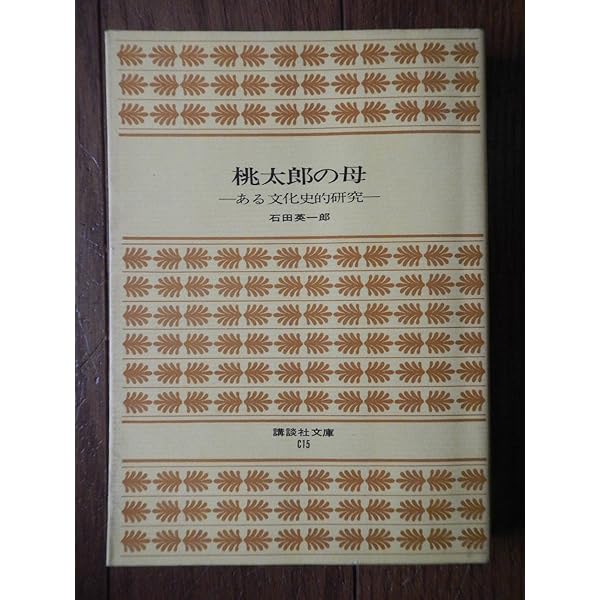 桃太郎の母
—ある文化史的研究—
石田英一郎
講談社文庫
C15